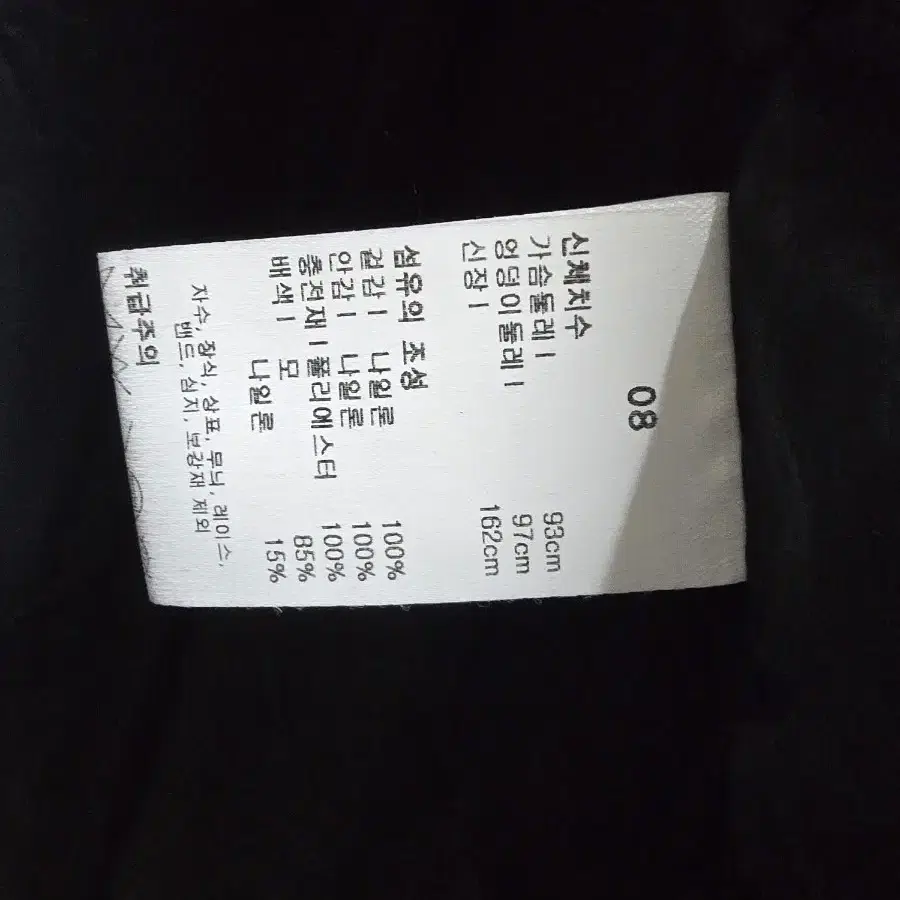 08
신체치수
가슴둘레 | 93cm
엉덩이둘레 | 97cm
신장 | 162cm
섬유의 조성
겉감 | 나일론 100%
안감 | 나일론 100%
충전재 | 폴리에스터 100%
배색 | 모 85%
나일론 15%
자수, 장식, 상표, 무늬, 레이스,
밴드, 심지, 보강재 제외
취급주의